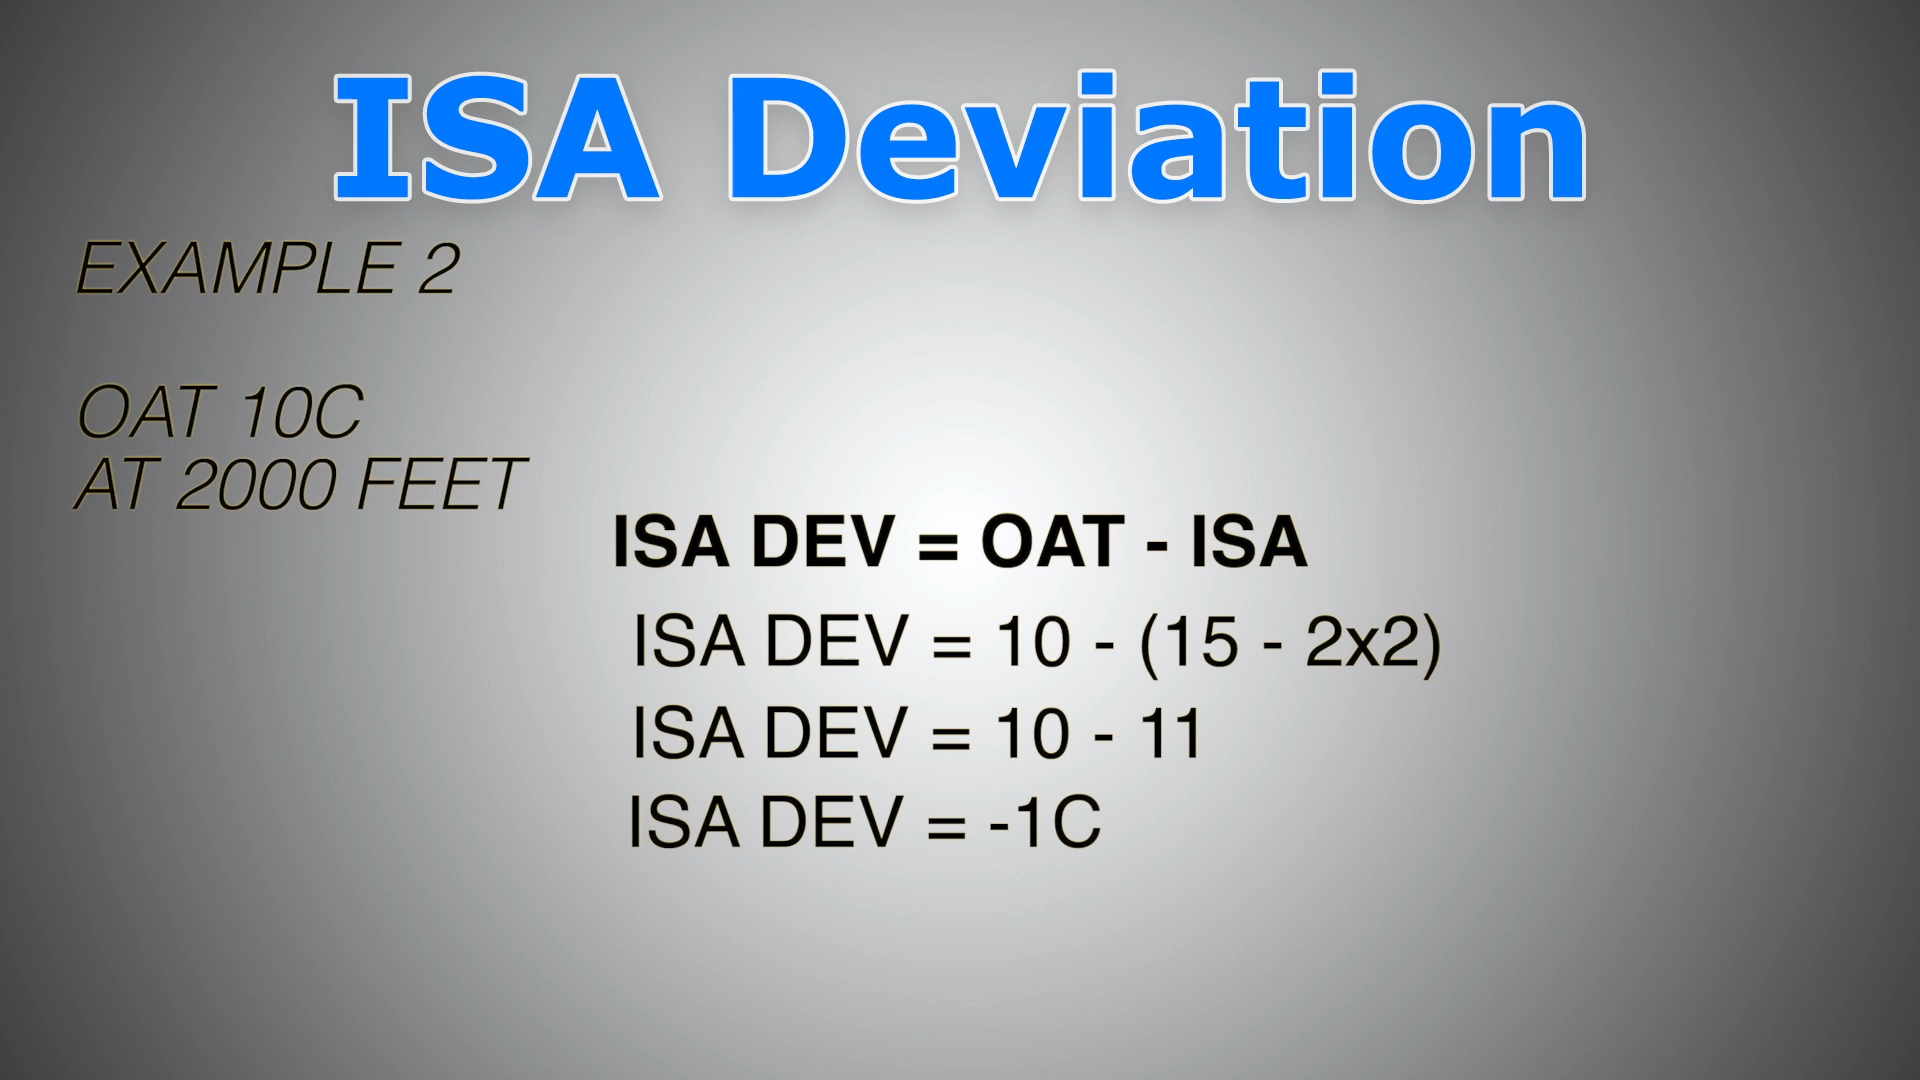 ISA Deviation
EXAMPLE 2
OAT 10C
AT 2000 FEET
ISA DEV = OAT - ISA
ISA DEV = 10 - (15 - 2x2)
ISA DEV = 10 - 11
ISA DEV = -1C